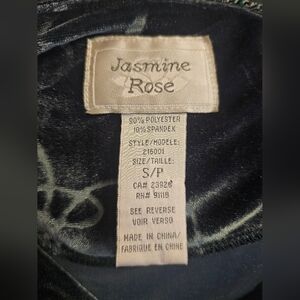 Jasmine
Rose
90% POLYESTER
10% SPANDEX
STYLE/MODELE:
216001
SIZE/TAILLE:
S/P
CA# 23926
RN# 91118
SEE REVERSE
VOIR VERSO
MADE IN CHINA/
FABRIQUE EN CHINE